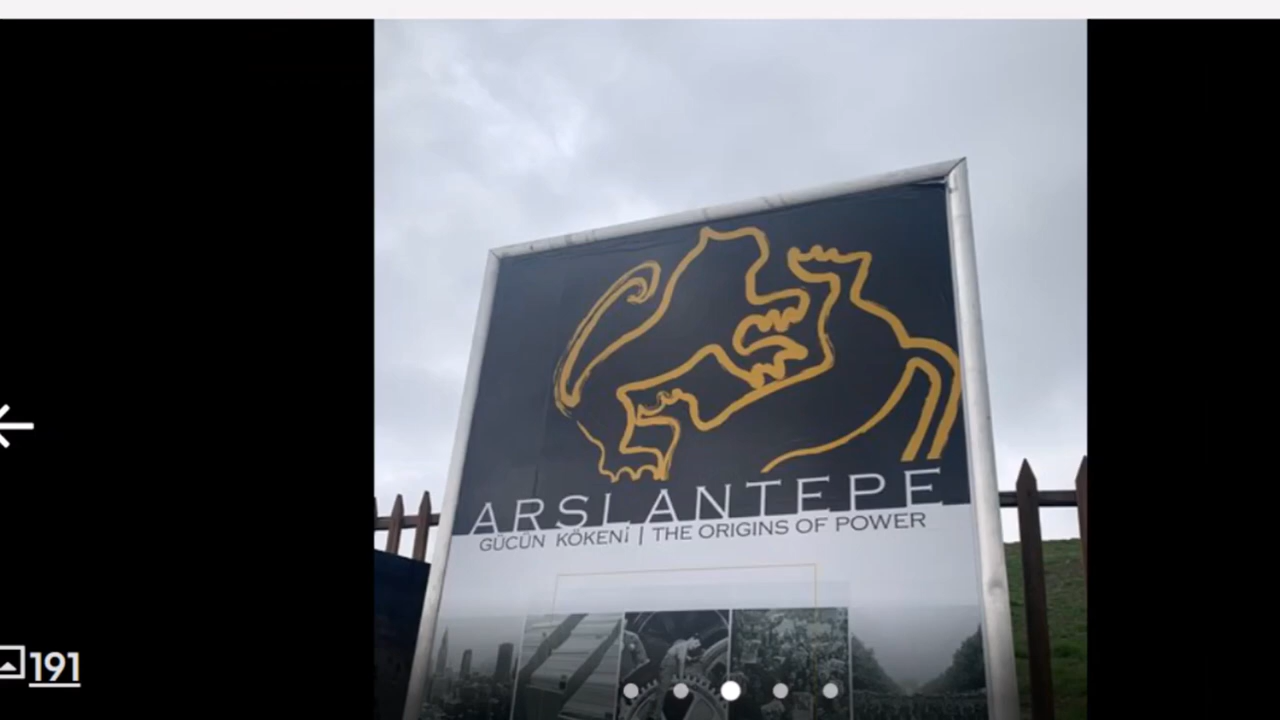 ARSLANTEPE
GÜCÜN KÖKENİ | THE ORIGINS OF POWER
191